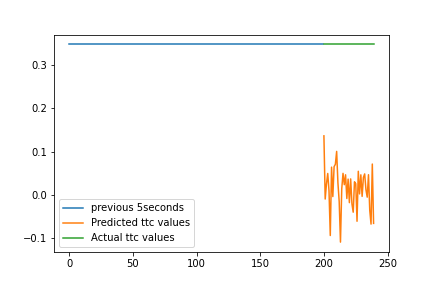 0.3
0.2
0.1
0.0
−0.1
previous 5seconds
Predicted ttc values
Actual ttc values
0 50 100 150 200 250